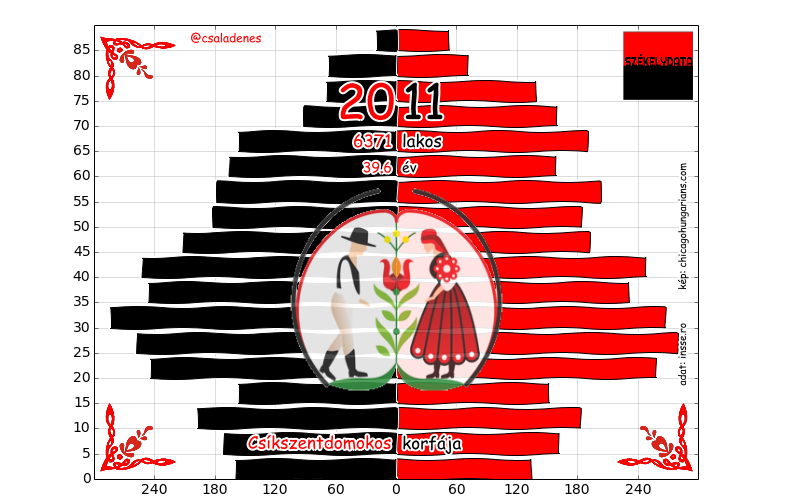 @csaladenes
SZÉKELYDATA
2011
6371 lakos
39.6 év
kép: chicagohungarians.com
adat: insse.ro
Csíkszentdomokos korfája
85
80
75
70
65
60
55
50
45
40
35
30
25
20
15
10
5
0
240 180 120 60 0 60 120 180 240